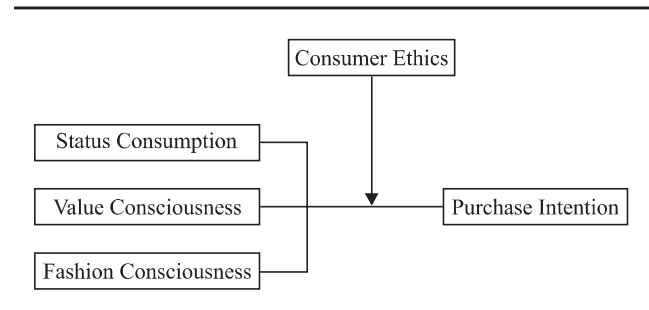 Consumer Ethics
Status Consumption
Value Consciousness
Purchase Intention
Fashion Consciousness